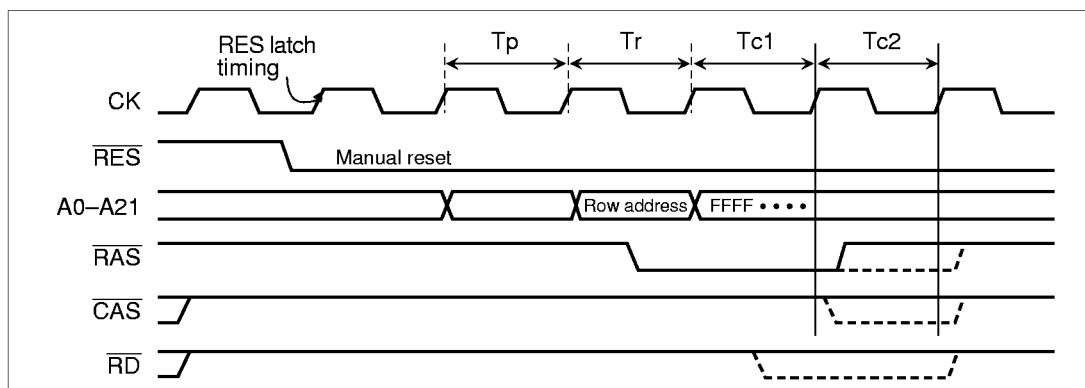 RES latch
timing
Tp
Tr
Tc1
Tc2
CK
RES
Manual reset
A0–A21
Row address
FFFF ••••
RAS
CAS
RD